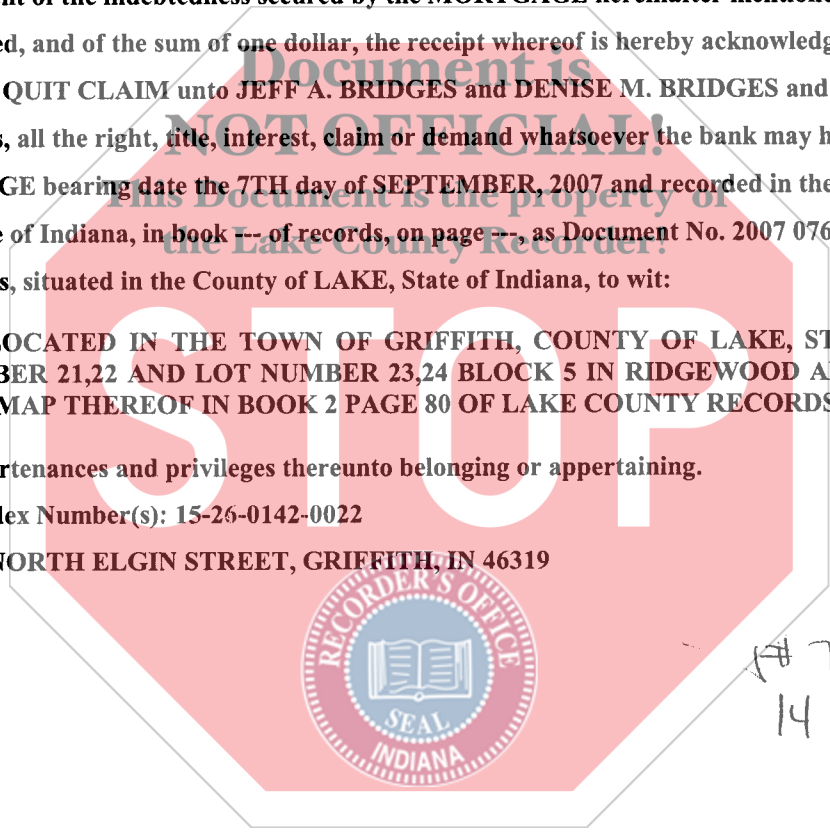 nt of the indebtedness secured by the MORTGAGE hereinafter mentione
ed, and of the sum of one dollar, the receipt whereof is hereby acknowledg
Document is
QUIT CLAIM unto JEFF A. BRIDGES and DENISE M. BRIDGES and
NOT OFFICIAL!
s, all the right, title, interest, claim or demand whatsoever the bank may h
GE bearing date the 7TH day of SEPTEMBER, 2007 and recorded in the
This Document is the property of
e of Indiana, in book --- of records, on page ---, as Document No. 2007 076
the Lake County Recorder!
s, situated in the County of LAKE, State of Indiana, to wit:
LOCATED IN THE TOWN OF GRIFFITH, COUNTY OF LAKE, ST
BER 21,22 AND LOT NUMBER 23,24 BLOCK 5 IN RIDGEWOOD A
MAP THEREOF IN BOOK 2 PAGE 80 OF LAKE COUNTY RECORDS
STOP
rtenances and privileges thereunto belonging or appertaining.
lex Number(s): 15-26-0142-0022
NORTH ELGIN STREET, GRIFFITH, IN 46319
RECORDER'S OFFICE
SEAL
INDIANA
14